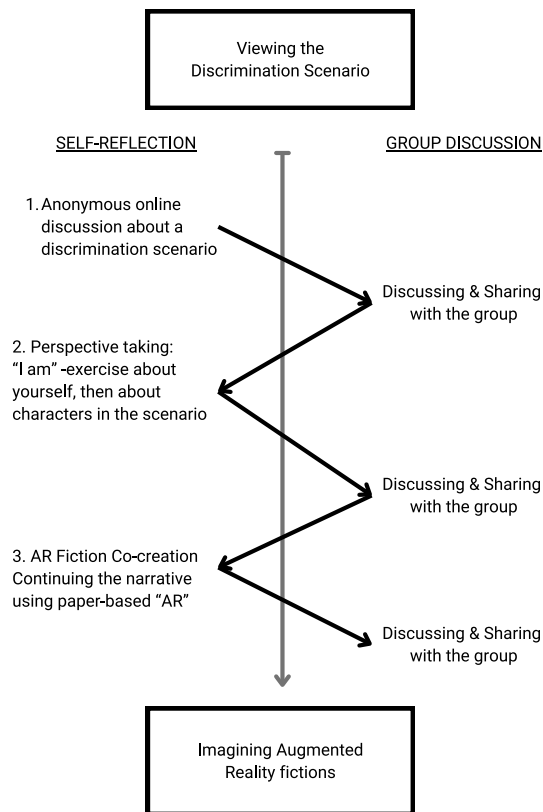 Viewing the
Discrimination Scenario
SELF-REFLECTION
GROUP DISCUSSION
1. Anonymous online
discussion about a
discrimination scenario
Discussing & Sharing
with the group
2. Perspective taking:
“I am” -exercise about
yourself, then about
characters in the scenario
Discussing & Sharing
with the group
3. AR Fiction Co-creation
Continuing the narrative
using paper-based “AR”
Discussing & Sharing
with the group
Imagining Augmented
Reality fictions